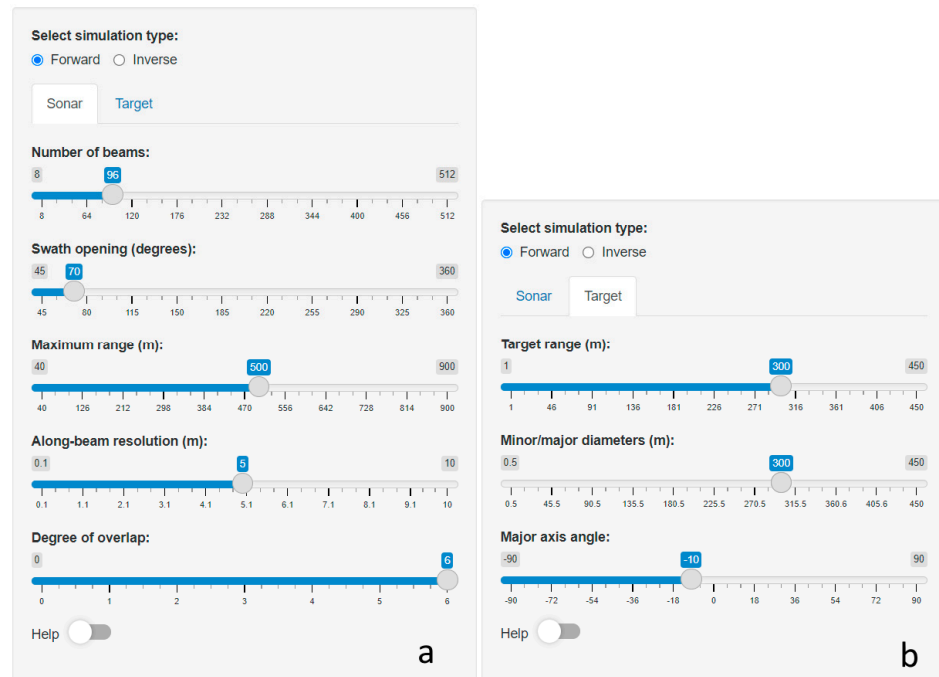 Select simulation type:
Forward Inverse
Sonar Target
Number of beams:
8 96 512
8 64 120 176 232 288 344 400 456 512
Swath opening (degrees):
45 70 360
45 80 115 150 185 220 255 290 325 360
Maximum range (m):
40 500 900
40 126 212 298 384 470 556 642 728 814 900
Along-beam resolution (m):
0.1 5 10
0.1 1.1 2.1 3.1 4.1 5.1 6.1 7.1 8.1 9.1 10
Degree of overlap:
0 6
0 1 2 3 4 5 6
Help
a
Select simulation type:
Forward Inverse
Sonar Target
Target range (m):
1 300 450
1 46 91 136 181 226 271 316 361 406 450
Minor/major diameters (m):
0.5 300 450
0.5 45.5 90.5 135.5 180.5 225.5 270.5 315.5 360.6 405.6 450
Major axis angle:
-90 -10 90
-90 -72 -54 -36 -18 0 18 36 54 72 90
Help
b